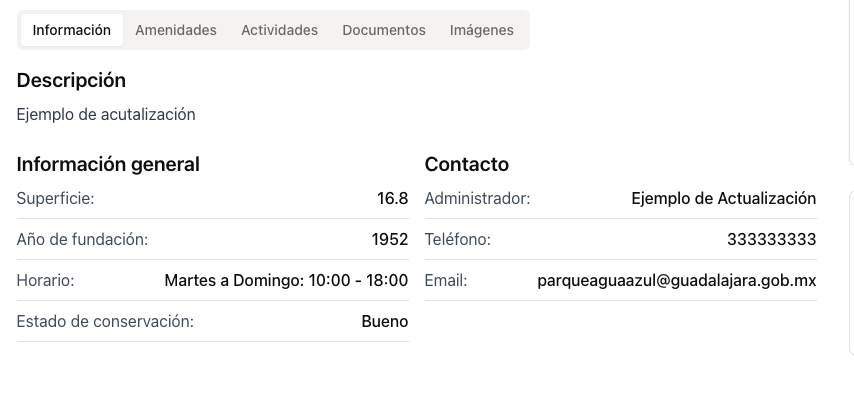 Información Amenidades Actividades Documentos Imágenes
Descripción
Ejemplo de acutalización
Información general
Superficie: 16.8
Año de fundación: 1952
Horario: Martes a Domingo: 10:00 - 18:00
Estado de conservación: Bueno
Contacto
Administrador: Ejemplo de Actualización
Teléfono: 333333333
Email: parqueaguaazul@guadalajara.gob.mx